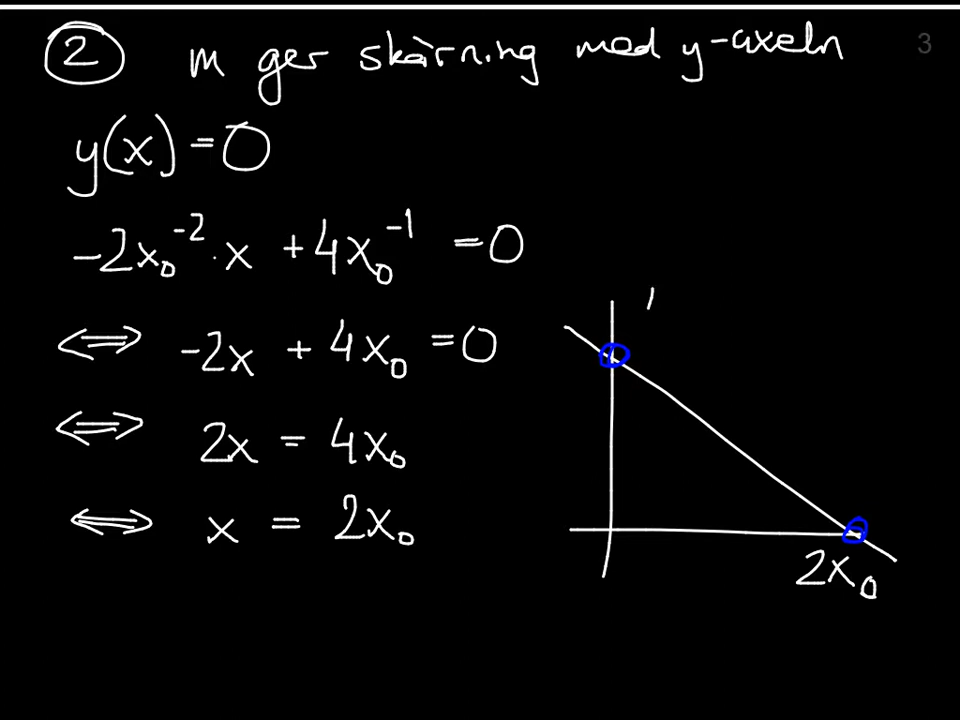 2 m ger skärning med y-axeln
3
y(x) = 0
-2x₀⁻² · x + 4x₀⁻¹ = 0
⟺ -2x + 4x₀ = 0
⟺ 2x = 4x₀
⟺ x = 2x₀
2x₀